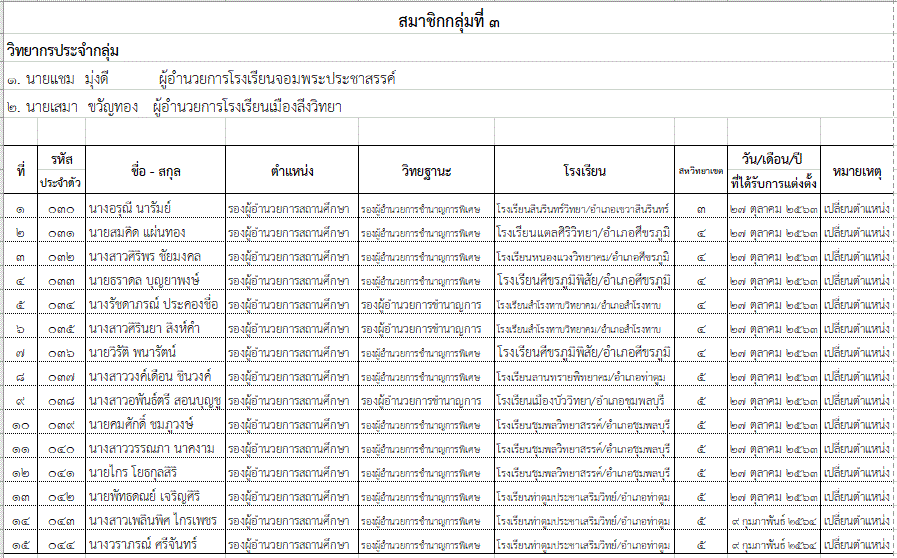 สมาชิกกลุ่มที่ ๓
วิทยากรประจำกลุ่ม
๑. นายแชม มุ่งดี ผู้อำนวยการโรงเรียนจอมพระประชาสรรค์
๒. นายเสมา ขวัญทอง ผู้อำนวยการโรงเรียนเมืองลีงวิทยา
ที่ รหัสประจำตัว ชื่อ - สกุล ตำแหน่ง วิทยฐานะ โรงเรียน สหวิทยาเขต วัน/เดือน/ปี ที่ได้รับการแต่งตั้ง หมายเหตุ
๑ ๐๓๐ นางอรุณี นารัมย์ รองผู้อำนวยการสถานศึกษา รองผู้อำนวยการชำนาญการพิเศษ โรงเรียนสินรินทร์วิทยา/อำเภอเขวาสินรินทร์ ๓ ๒๗ ตุลาคม ๒๕๖๓ เปลี่ยนตำแหน่ง
๒ ๐๓๑ นายสมคิด แผ่นทอง รองผู้อำนวยการสถานศึกษา รองผู้อำนวยการชำนาญการพิเศษ โรงเรียนแตลศิริวิทยา/อำเภอศีขรภูมิ ๔ ๒๗ ตุลาคม ๒๕๖๓ เปลี่ยนตำแหน่ง
๓ ๐๓๒ นางสาวศิริพร ชัยมงคล รองผู้อำนวยการสถานศึกษา รองผู้อำนวยการชำนาญการพิเศษ โรงเรียนหนองแวงวิทยาคม/อำเภอศีขรภูมิ ๔ ๒๗ ตุลาคม ๒๕๖๓ เปลี่ยนตำแหน่ง
๔ ๐๓๓ นายธราดล บุญยาพงษ์ รองผู้อำนวยการสถานศึกษา รองผู้อำนวยการชำนาญการพิเศษ โรงเรียนศีขรภูมิพิสัย/อำเภอศีขรภูมิ ๔ ๒๗ ตุลาคม ๒๕๖๓ เปลี่ยนตำแหน่ง
๕ ๐๓๔ นางรัชดาภรณ์ ประคองชื่อ รองผู้อำนวยการสถานศึกษา รองผู้อำนวยการชำนาญการ โรงเรียนสำโรงทาบวิทยาคม/อำเภอสำโรงทาบ ๔ ๒๗ ตุลาคม ๒๕๖๓ เปลี่ยนตำแหน่ง
๖ ๐๓๕ นางสาวศิรินยา สิงห์คำ รองผู้อำนวยการสถานศึกษา รองผู้อำนวยการชำนาญการ โรงเรียนสำโรงทาบวิทยาคม/อำเภอสำโรงทาบ ๔ ๒๗ ตุลาคม ๒๕๖๓ เปลี่ยนตำแหน่ง
๗ ๐๓๖ นายวิรัติ พนารัตน์ รองผู้อำนวยการสถานศึกษา รองผู้อำนวยการชำนาญการพิเศษ โรงเรียนศีขรภูมิพิสัย/อำเภอศีขรภูมิ ๔ ๒๗ ตุลาคม ๒๕๖๓ เปลี่ยนตำแหน่ง
๘ ๐๓๗ นางสาววงค์เดือน ชินวงค์ รองผู้อำนวยการสถานศึกษา รองผู้อำนวยการชำนาญการพิเศษ โรงเรียนลานทรายพิทยาคม/อำเภอท่าตูม ๕ ๒๗ ตุลาคม ๒๕๖๓ เปลี่ยนตำแหน่ง
๙ ๐๓๘ นางสาวอพันธ์ตรี สอนบุญชู รองผู้อำนวยการสถานศึกษา รองผู้อำนวยการชำนาญการ โรงเรียนเมืองบัววิทยา/อำเภอชุมพลบุรี ๕ ๒๗ ตุลาคม ๒๕๖๓ เปลี่ยนตำแหน่ง
๑๐ ๐๓๙ นายคมศักดิ์ ชมภูวงษ์ รองผู้อำนวยการสถานศึกษา รองผู้อำนวยการชำนาญการพิเศษ โรงเรียนชุมพลวิทยาสรรค์/อำเภอชุมพลบุรี ๕ ๒๗ ตุลาคม ๒๕๖๓ เปลี่ยนตำแหน่ง
๑๑ ๐๔๐ นางสาววรรณภา นาคงาม รองผู้อำนวยการสถานศึกษา รองผู้อำนวยการชำนาญการพิเศษ โรงเรียนชุมพลวิทยาสรรค์/อำเภอชุมพลบุรี ๕ ๒๗ ตุลาคม ๒๕๖๓ เปลี่ยนตำแหน่ง
๑๒ ๐๔๑ นายไกร โยธกุลสิริ รองผู้อำนวยการสถานศึกษา รองผู้อำนวยการชำนาญการพิเศษ โรงเรียนชุมพลวิทยาสรรค์/อำเภอชุมพลบุรี ๕ ๒๗ ตุลาคม ๒๕๖๓ เปลี่ยนตำแหน่ง
๑๓ ๐๔๒ นายพัทธดณย์ เจริญศิริ รองผู้อำนวยการสถานศึกษา รองผู้อำนวยการชำนาญการพิเศษ โรงเรียนท่าตูมประชาเสริมวิทย์/อำเภอท่าตูม ๕ ๒๗ ตุลาคม ๒๕๖๓ เปลี่ยนตำแหน่ง
๑๔ ๐๔๓ นางสาวเพลินพิศ ไกรเพชร รองผู้อำนวยการสถานศึกษา รองผู้อำนวยการชำนาญการพิเศษ โรงเรียนท่าตูมประชาเสริมวิทย์/อำเภอท่าตูม ๕ ๙ กุมภาพันธ์ ๒๕๖๔ เปลี่ยนตำแหน่ง
๑๕ ๐๔๔ นางวราภรณ์ ศรีจันทร์ รองผู้อำนวยการสถานศึกษา รองผู้อำนวยการชำนาญการพิเศษ โรงเรียนท่าตูมประชาเสริมวิทย์/อำเภอท่าตูม ๕ ๙ กุมภาพันธ์ ๒๕๖๔ เปลี่ยนตำแหน่ง